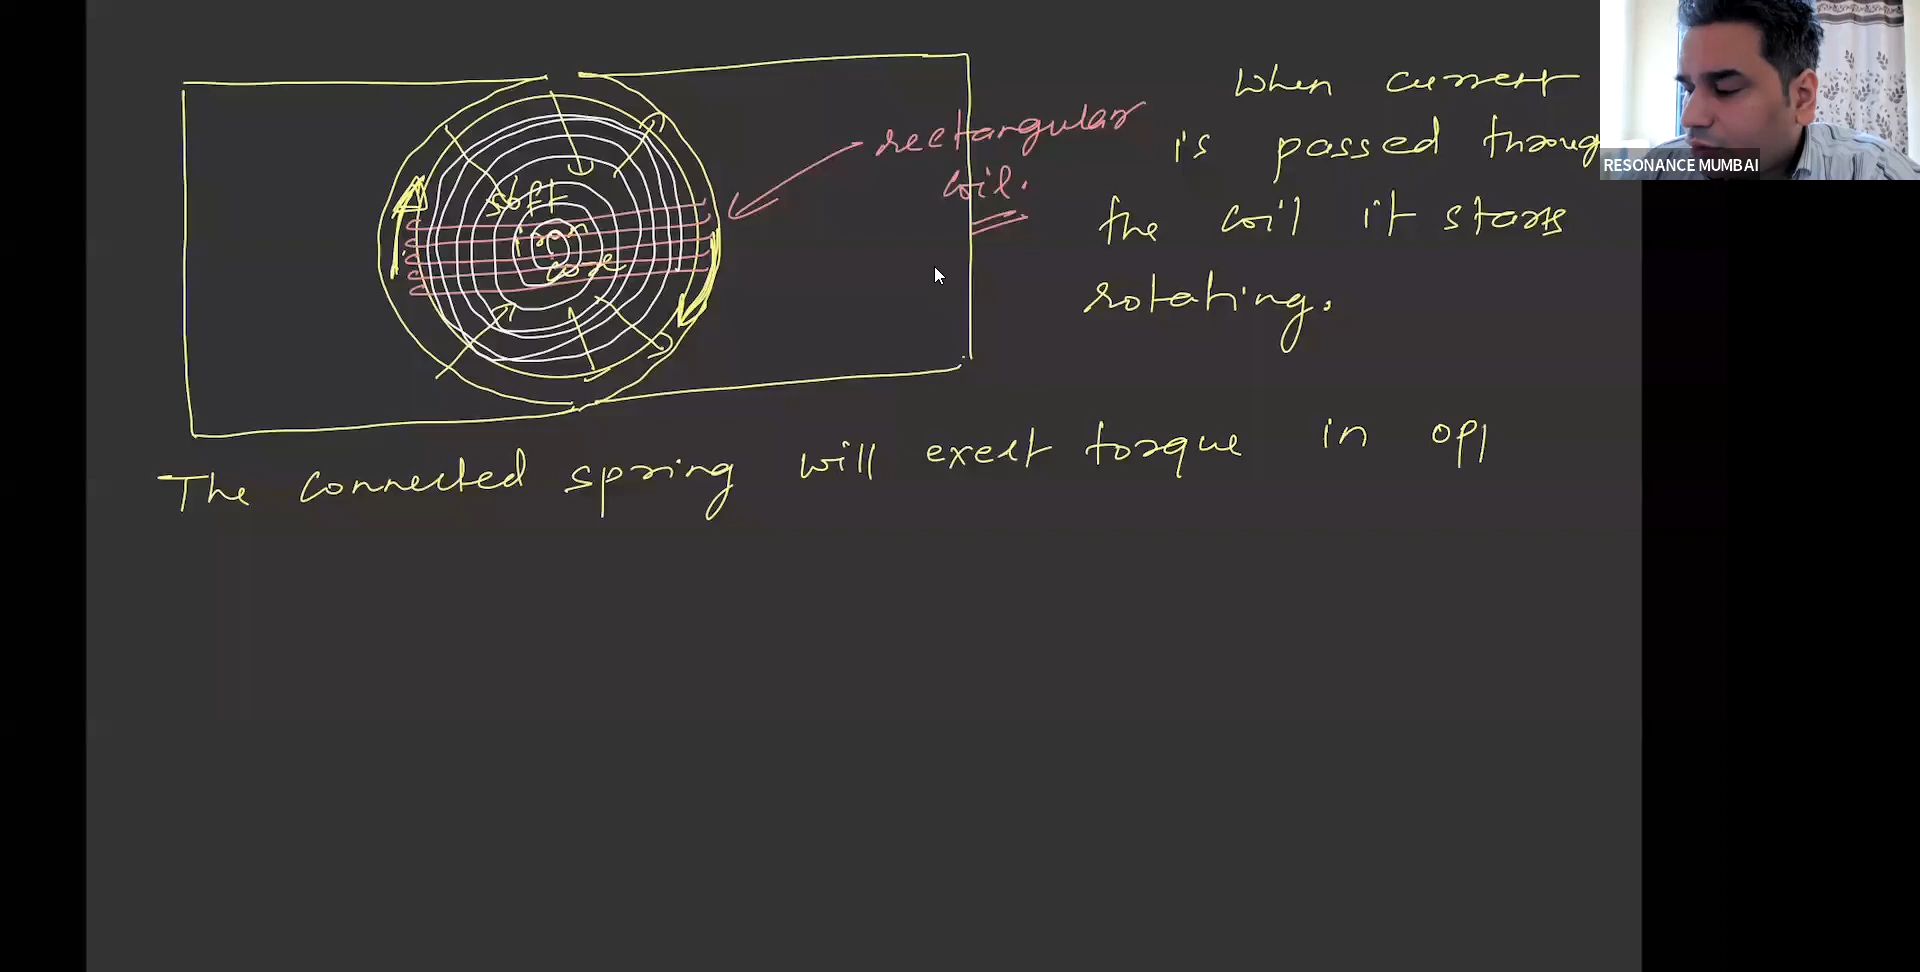 soft
iron
core
rectangular
coil.
When current
is passed throug
the coil it starts
rotating.
The connected spring will exert torque in opp
RESONANCE MUMBAI